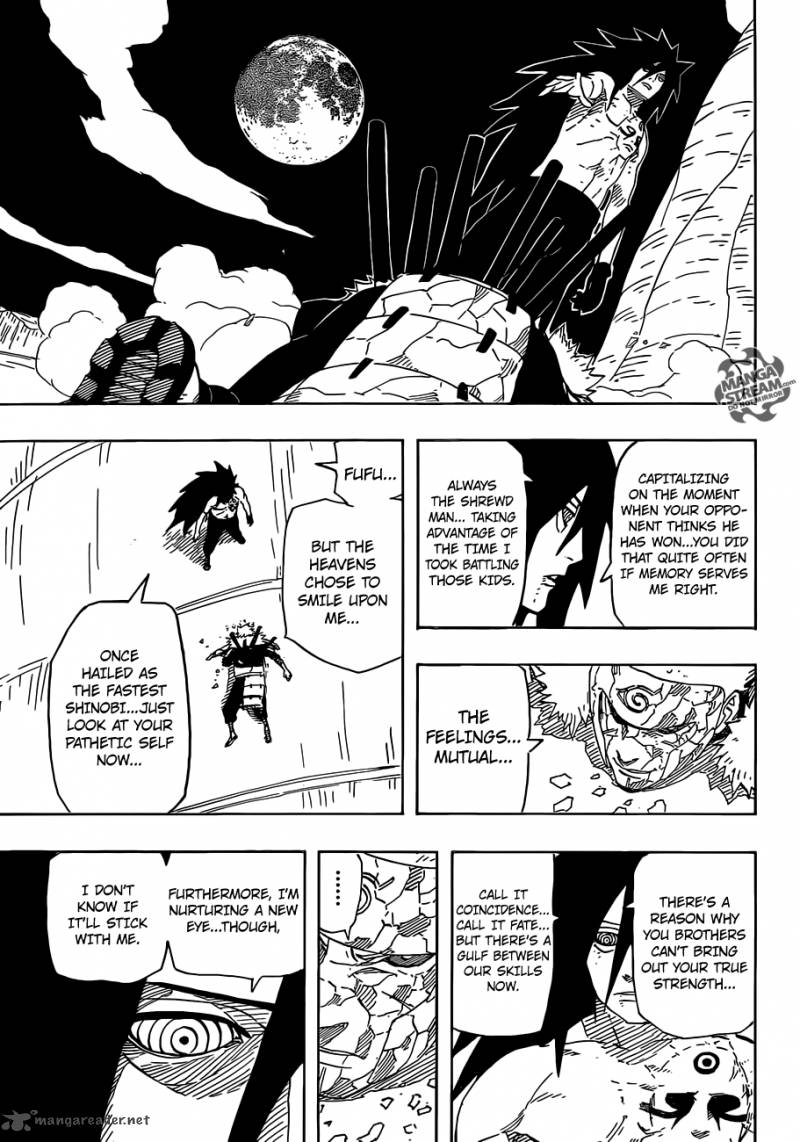 MANGA
STREAM.COM
DO NOT MIRROR
CAPITALIZING
ON THE MOMENT
WHEN YOUR OPPO-
NENT THINKS HE
HAS WON...YOU DID
THAT QUITE OFTEN
IF MEMORY SERVES
ME RIGHT.
ALWAYS
THE SHREWD
MAN... TAKING
ADVANTAGE OF
THE TIME I
TOOK BATTLING
THOSE KIDS.
FUFU...
BUT THE
HEAVENS
CHOSE TO
SMILE UPON
ME...
ONCE
HAILED AS
THE FASTEST
SHINOBI...JUST
LOOK AT YOUR
PATHETIC SELF
NOW...
THE
FEELINGS...
MUTUAL...
THERE'S A
REASON WHY
YOU BROTHERS
CAN'T BRING
OUT YOUR TRUE
STRENGTH...
CALL IT
COINCIDENCE...
CALL IT FATE...
BUT THERE'S A
GULF BETWEEN
OUR SKILLS
NOW.
......
FURTHERMORE, I'M
NURTURING A NEW
EYE...THOUGH,
I DON'T
KNOW IF
IT'LL STICK
WITH ME.
mangareader.net